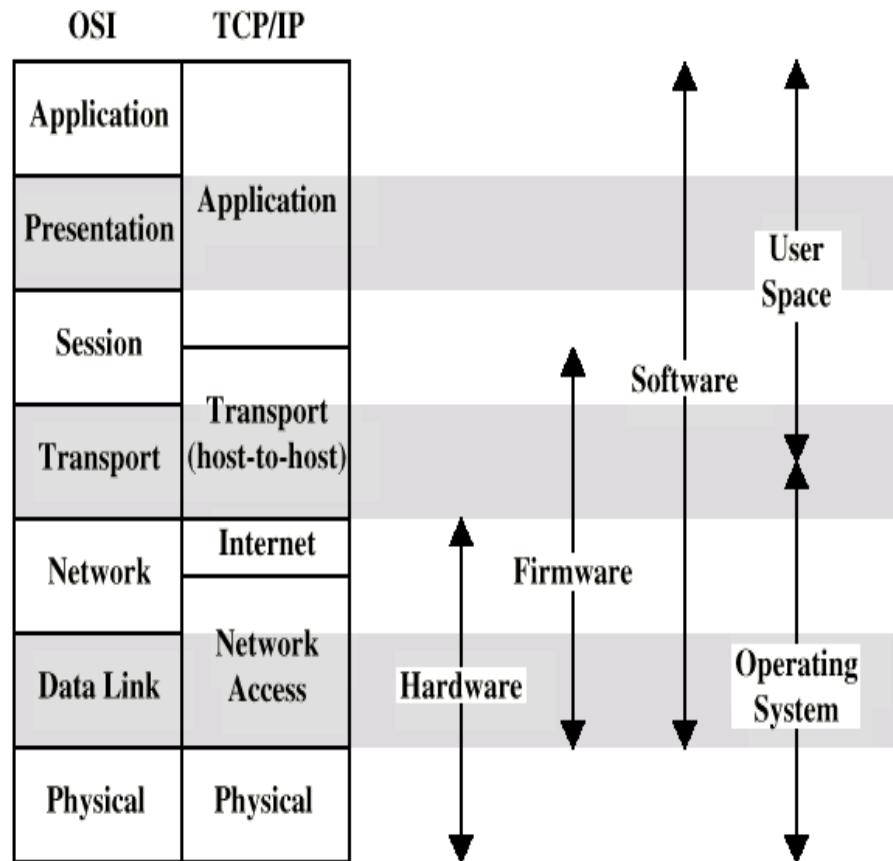 OSI TCP/IP
Application
Presentation
Session
Transport
Network
Data Link
Physical
Application
Transport
(host-to-host)
Internet
Network
Access
Physical
Hardware
Firmware
Software
User
Space
Operating
System